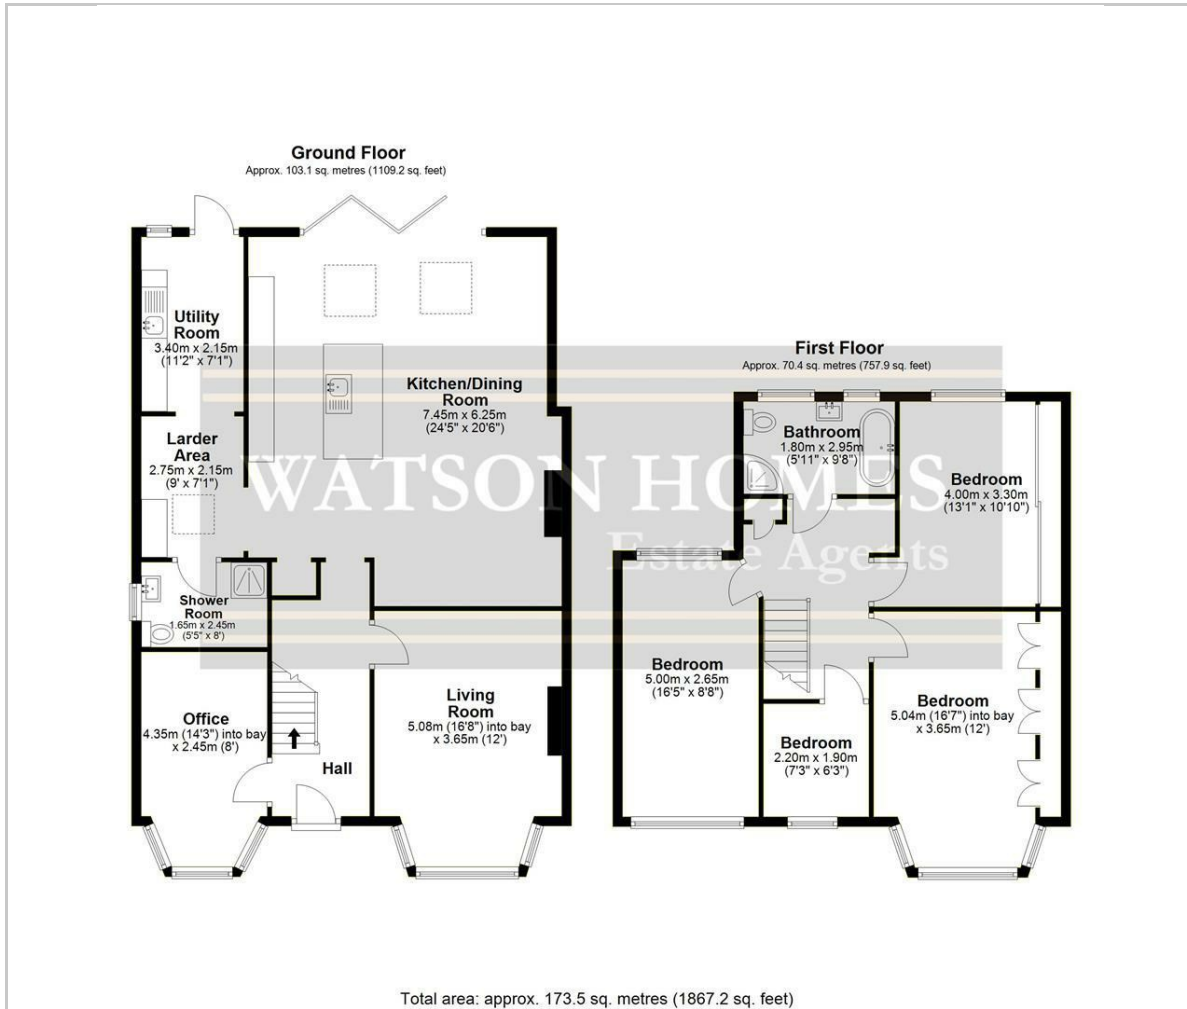 Ground Floor
Approx. 103.1 sq. metres (1109.2 sq. feet)
Utility
Room
3.40m x 2.15m
(11'2" x 7'1")
Kitchen/Dining
Room
7.45m x 6.25m
(24'5" x 20'6")
Larder
Area
2.75m x 2.15m
(9' x 7'1")
Shower
Room
1.65m x 2.45m
(5'5" x 8')
Office
4.35m (14'3") into bay
x 2.45m (8')
Hall
Living
Room
5.08m (16'8") into bay
x 3.65m (12')
First Floor
Approx. 70.4 sq. metres (757.9 sq. feet)
Bathroom
1.80m x 2.95m
(5'11" x 9'8")
Bedroom
4.00m x 3.30m
(13'1" x 10'10")
Bedroom
5.00m x 2.65m
(16'5" x 8'8")
Bedroom
2.20m x 1.90m
(7'3" x 6'3")
Bedroom
5.04m (16'7") into bay
x 3.65m (12')
WATSON HOMES
Estate Agents
Total area: approx. 173.5 sq. metres (1867.2 sq. feet)